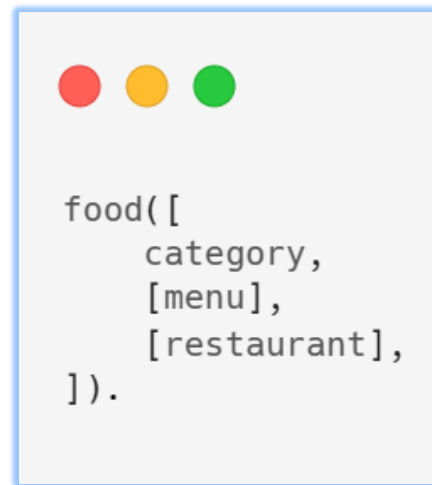 food([
    category,
    [menu],
    [restaurant],
]).